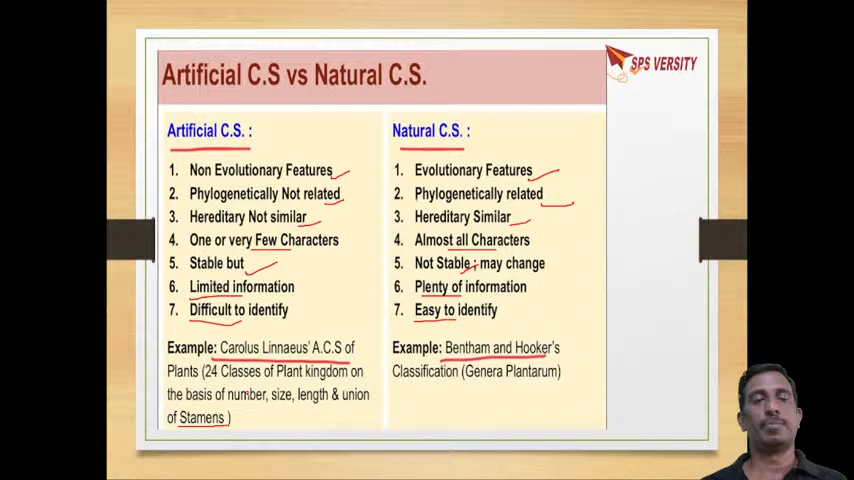 Artificial C.S vs Natural C.S.
SPS VERSITY
Artificial C.S. :
1. Non Evolutionary Features
2. Phylogenetically Not related
3. Hereditary Not similar
4. One or very Few Characters
5. Stable but
6. Limited information
7. Difficult to identify
Example: Carolus Linnaeus' A.C.S of
Plants (24 Classes of Plant kingdom on
the basis of number, size, length & union
of Stamens )
Natural C.S. :
1. Evolutionary Features
2. Phylogenetically related
3. Hereditary Similar
4. Almost all Characters
5. Not Stable ; may change
6. Plenty of information
7. Easy to identify
Example: Bentham and Hooker's
Classification (Genera Plantarum)